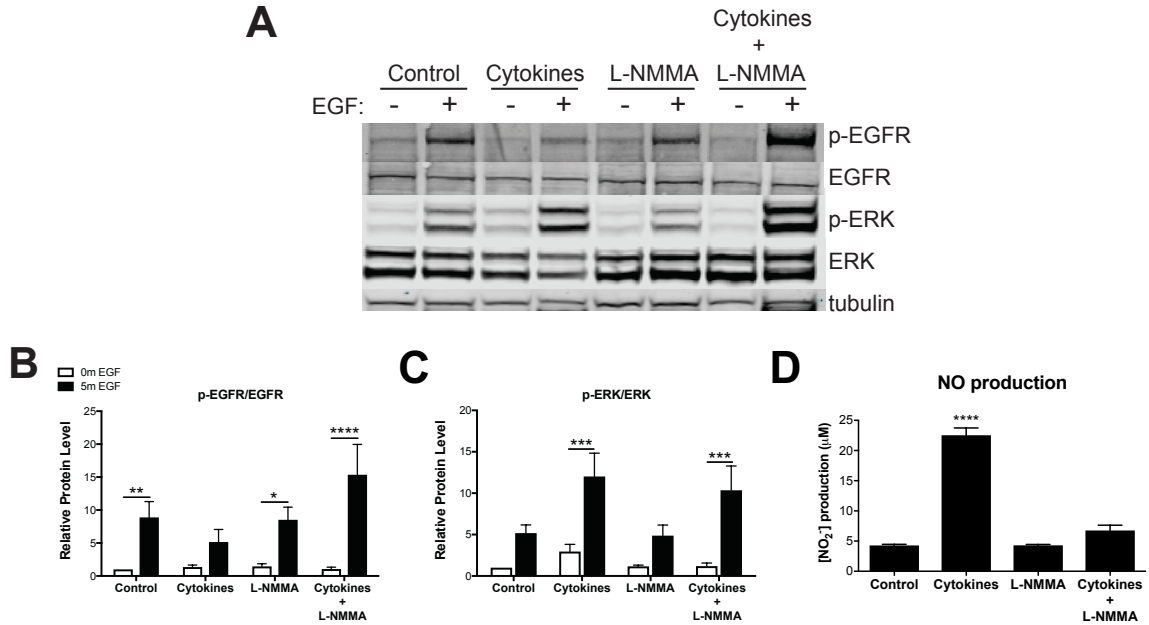 A
Cytokines
+
Control Cytokines L-NMMA L-NMMA
EGF: - + - + - + - +
p-EGFR
EGFR
p-ERK
ERK
tubulin
B
0m EGF
5m EGF
p-EGFR/EGFR
Relative Protein Level
25
20
15
10
5
0
** * ****
Control Cytokines L-NMMA Cytokines
+
L-NMMA
C
p-ERK/ERK
Relative Protein Level
20
15
10
5
0
*** ***
Control Cytokines L-NMMA Cytokines
+
L-NMMA
D
NO production
[NO₂⁻] production (μM)
25
20
15
10
5
0
****
Control Cytokines L-NMMA Cytokines
+
L-NMMA